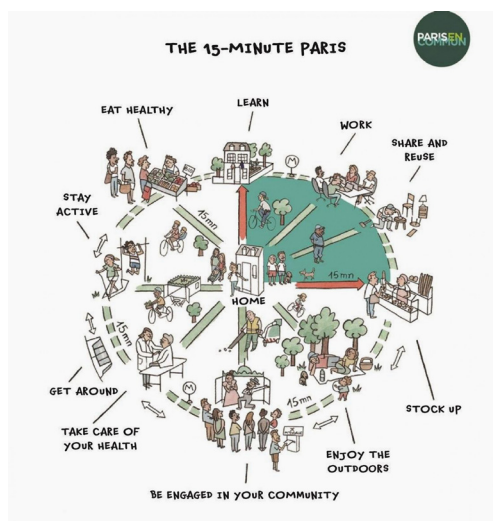 PARISEN
COMMUN
THE 15-MINUTE PARIS
EAT HEALTHY
LEARN
WORK
SHARE AND
REUSE
STAY
ACTIVE
M
15mn
15mn
HOME
15mn
GET AROUND
TAKE CARE OF
YOUR HEALTH
M
15mn
STOCK UP
ENJOY THE
OUTDOORS
BE ENGAGED IN YOUR COMMUNITY